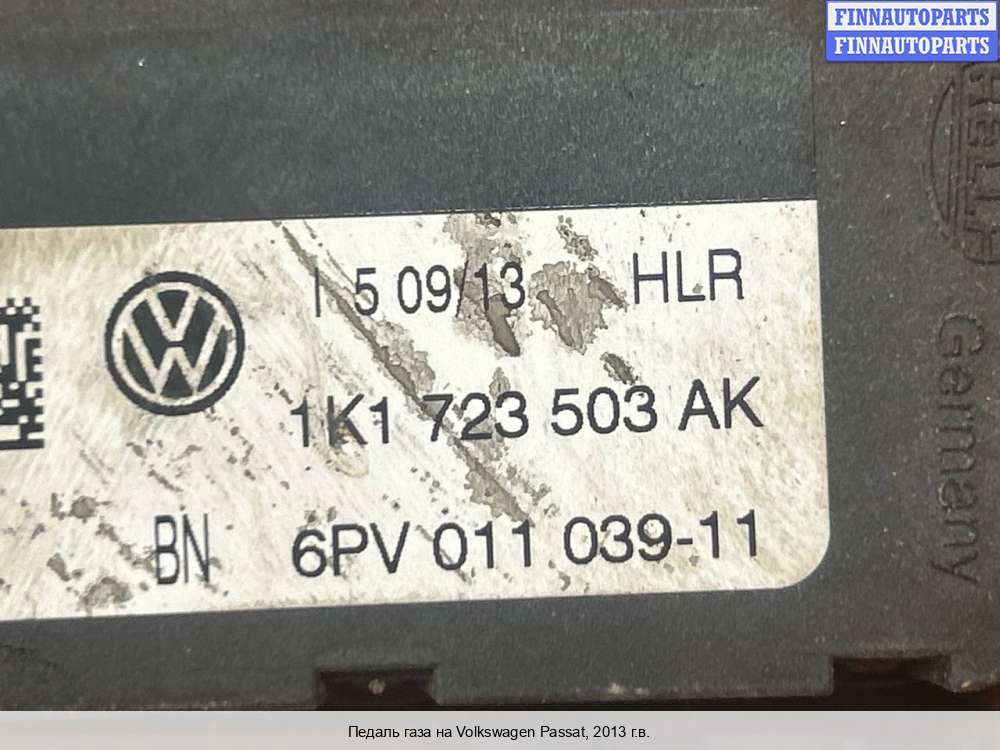 FINNAUTOPARTS
FINNAUTOPARTS
HELLA
Germany
I 5 09/13 HLR
1K1 723 503 AK
BN 6PV 011 039-11
Педаль газа на Volkswagen Passat, 2013 г.в.